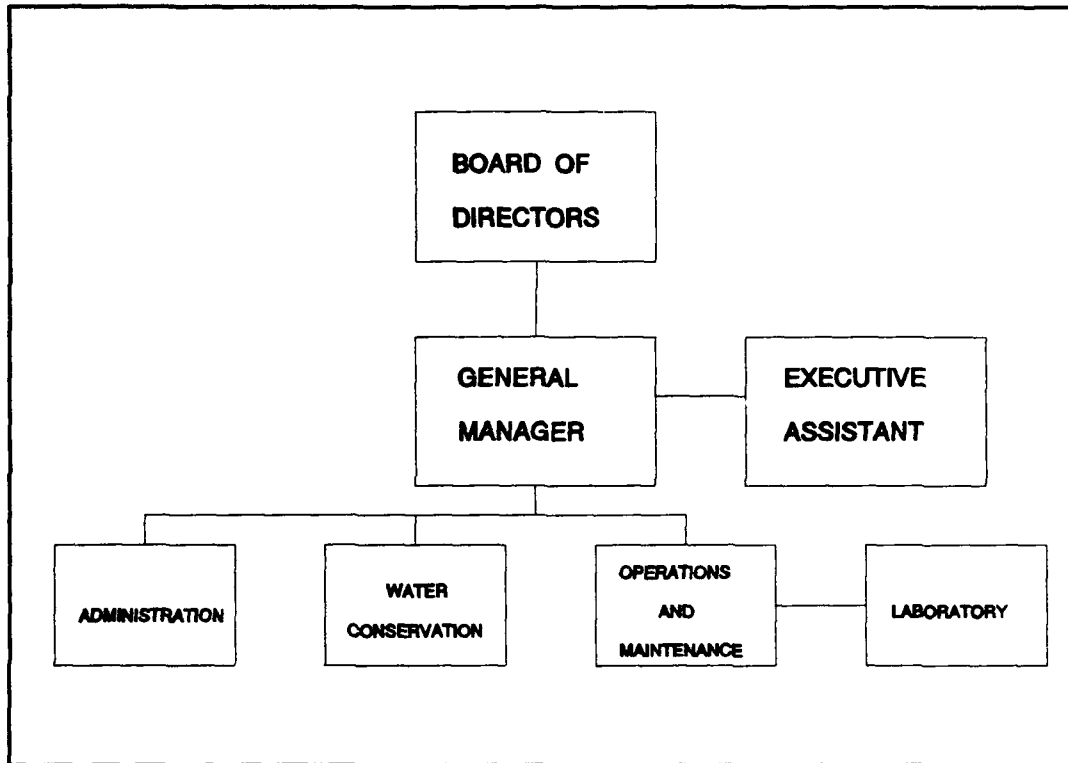 BOARD OF
DIRECTORS
GENERAL
MANAGER
EXECUTIVE
ASSISTANT
ADMINISTRATION
WATER
CONSERVATION
OPERATIONS
AND
MAINTENANCE
LABORATORY